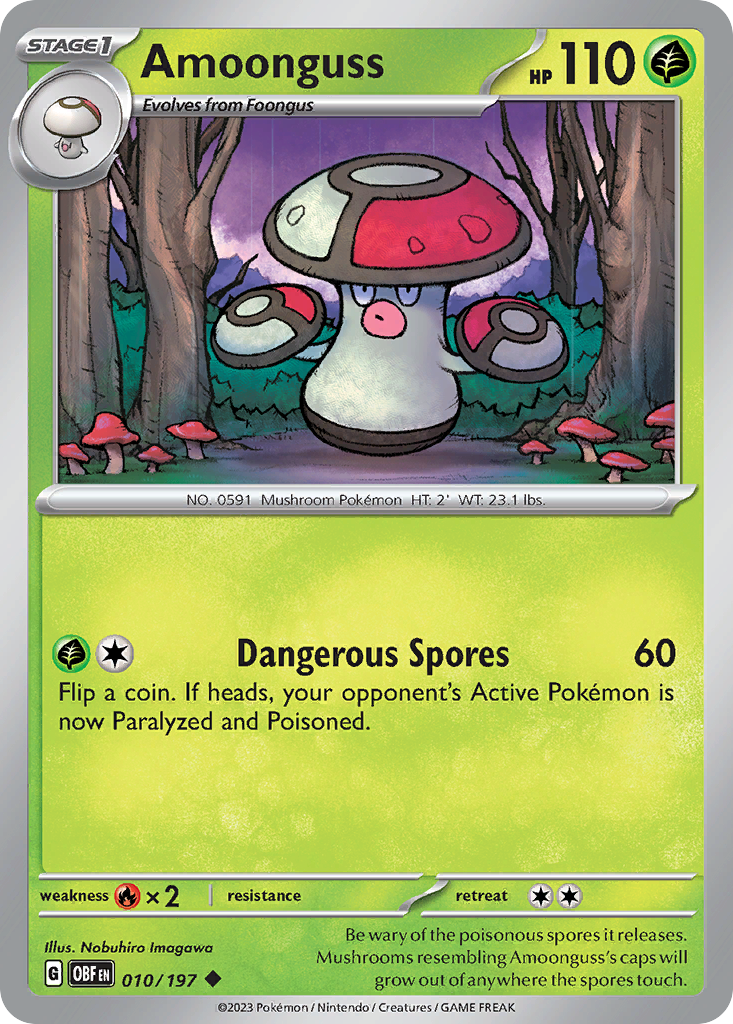 STAGE1
Amoonguss
HP 110
Evolves from Foongus
NO. 0591 Mushroom Pokémon HT: 2' WT: 23.1 lbs.
Dangerous Spores 60
Flip a coin. If heads, your opponent's Active Pokémon is
now Paralyzed and Poisoned.
weakness ×2 resistance retreat
Illus. Nobuhiro Imagawa
G OBF EN 010/197
Be wary of the poisonous spores it releases.
Mushrooms resembling Amoonguss's caps will
grow out of anywhere the spores touch.
©2023 Pokémon / Nintendo / Creatures / GAME FREAK